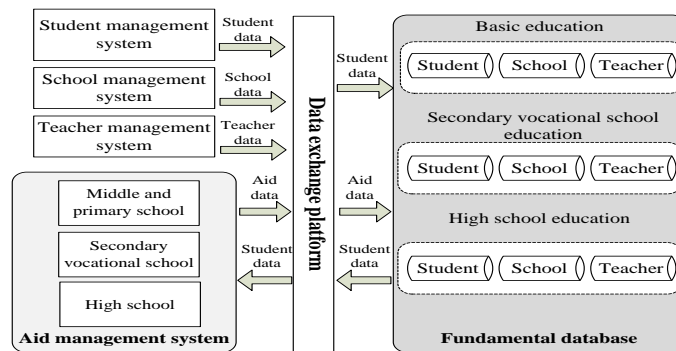 Student management
system
School management
system
Teacher management
system
Student
data
School
data
Teacher
data
Middle and
primary school
Secondary
vocational school
High school
Aid management system
Aid
data
Student
data
Data exchange platform
Student
data
Aid
data
Student
data
Basic education
Student School Teacher
Secondary vocational school
education
Student School Teacher
High school education
Student School Teacher
Fundamental database